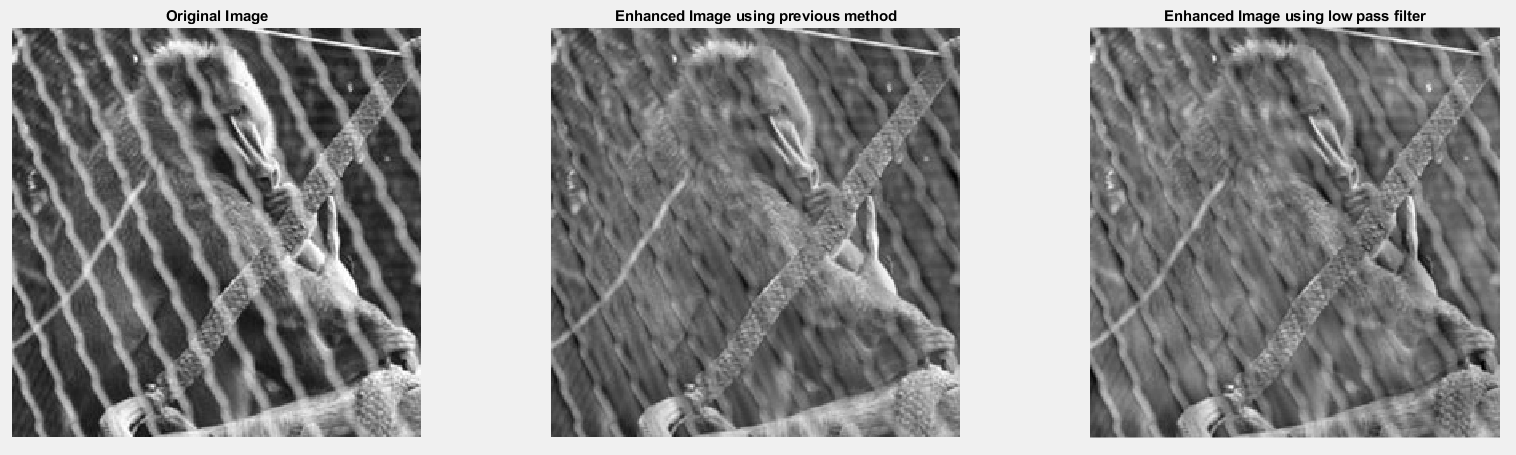 Original Image
Enhanced Image using previous method
Enhanced Image using low pass filter